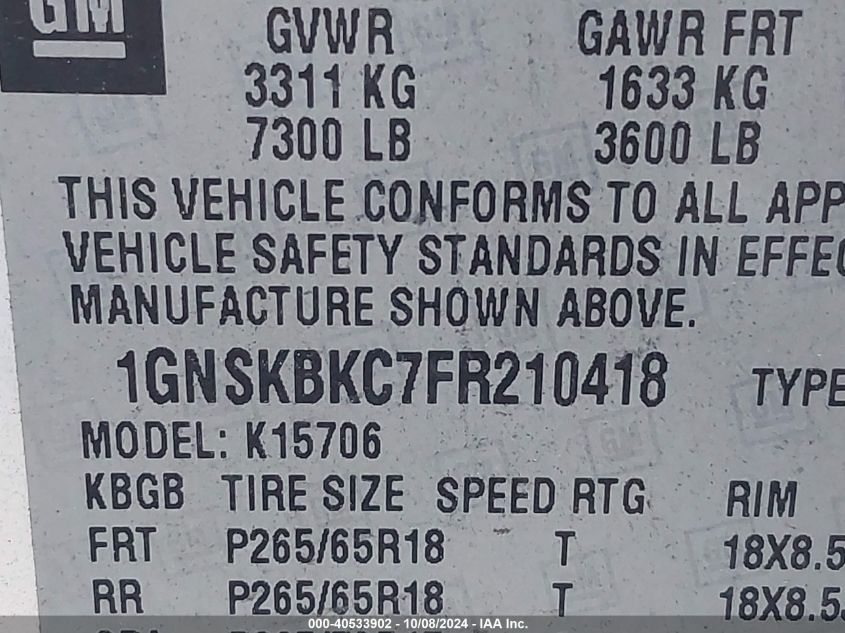 GM
GVWR GAWR FRT
3311 KG 1633 KG
7300 LB 3600 LB
THIS VEHICLE CONFORMS TO ALL APP
VEHICLE SAFETY STANDARDS IN EFFEC
MANUFACTURE SHOWN ABOVE.
1GNSKBKC7FR210418 TYPE
MODEL: K15706
KBGB TIRE SIZE SPEED RTG RIM
FRT P265/65R18 T 18X8.5
RR P265/65R18 T 18X8.5
000-40533902 - 10/08/2024 - IAA Inc.